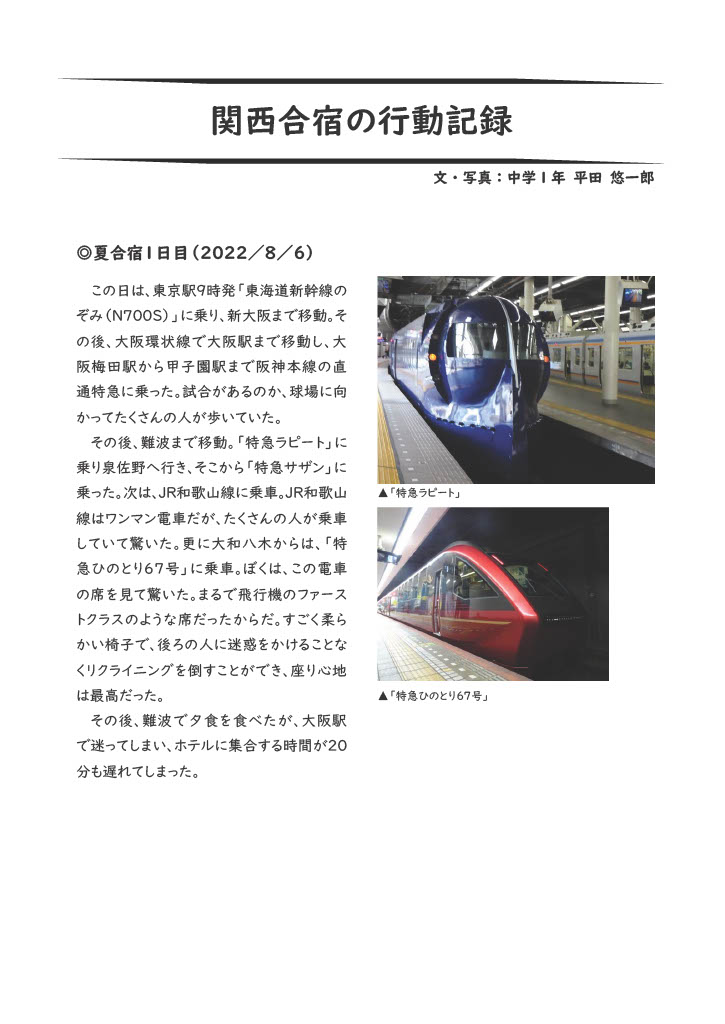 関西合宿の行動記録
文・写真：中学1年 平田 悠一郎
◎夏合宿1日目（2022／8／6）
この日は、東京駅9時発「東海道新幹線の
ぞみ（N700S）」に乗り、新大阪まで移動。そ
の後、大阪環状線で大阪駅まで移動し、大
阪梅田駅から甲子園駅まで阪神本線の直
通特急に乗った。試合があるのか、球場に向
かってたくさんの人が歩いていた。
その後、難波まで移動。「特急ラピート」に
乗り泉佐野へ行き、そこから「特急サザン」に
乗った。次は、JR和歌山線に乗車。JR和歌山
線はワンマン電車だが、たくさんの人が乗車
していて驚いた。更に大和八木からは、「特
急ひのとり67号」に乗車。ぼくは、この電車
の席を見て驚いた。まるで飛行機のファース
トクラスのような席だったからだ。すごく柔ら
かい椅子で、後ろの人に迷惑をかけることな
くリクライニングを倒すことができ、座り心地
は最高だった。
その後、難波で夕食を食べたが、大阪駅
で迷ってしまい、ホテルに集合する時間が20
分も遅れてしまった。
▲「特急ラピート」
▲「特急ひのとり67号」